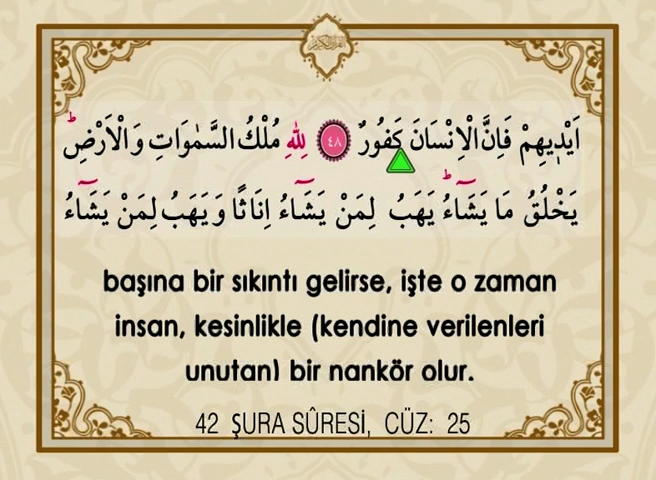 اَيْدٖيهِمْ فَاِنَّ الْاِنْسَانَ كَفُورٌ ﴿٤٨﴾ لِلّٰهِ مُلْكُ السَّمٰوَاتِ وَالْاَرْضِؕ
يَخْلُقُ مَا يَشَٓاءُؕ يَهَبُ لِمَنْ يَشَٓاءُ اِنَاثًا وَيَهَبُ لِمَنْ يَشَٓاءُ
başına bir sıkıntı gelirse, işte o zaman
insan, kesinlikle (kendine verilenleri
unutan) bir nankör olur.
42 ŞURA SÛRESİ, CÜZ: 25